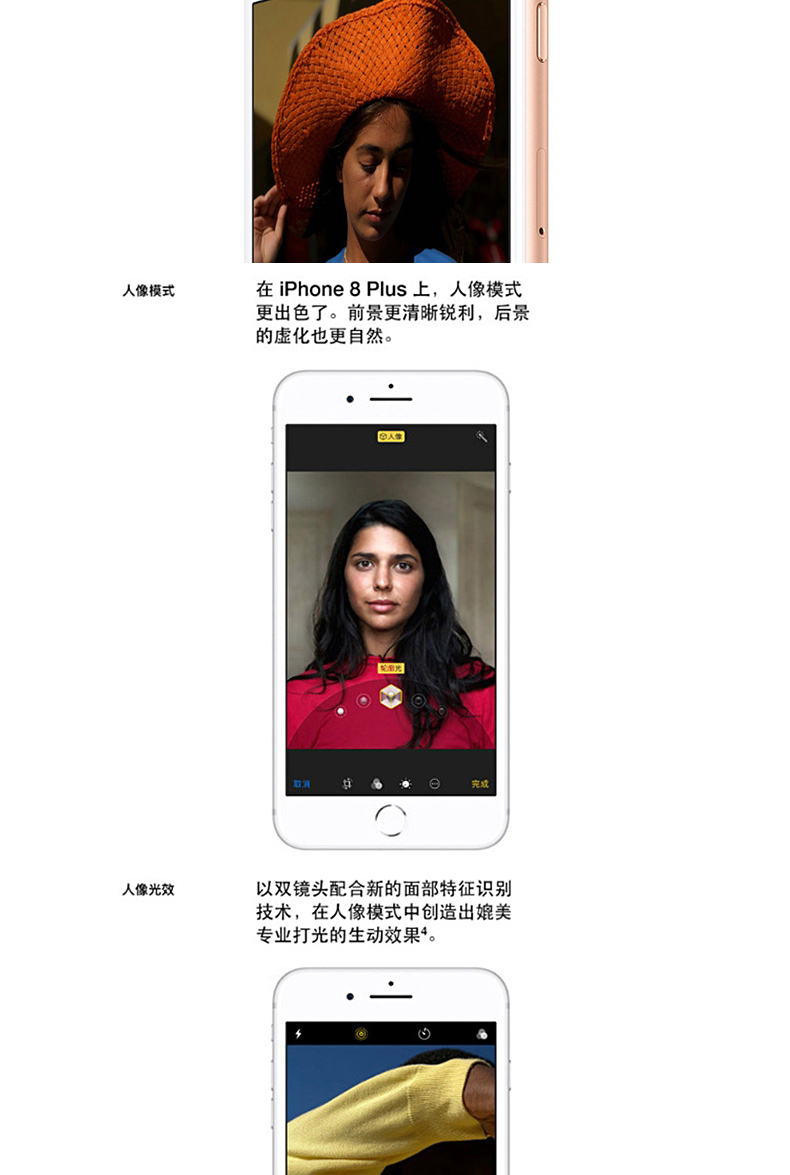 人像模式
在 iPhone 8 Plus 上，人像模式
更出色了。前景更清晰锐利，后景
的虚化也更自然。
人像
轮廓光
取消
完成
人像光效
以双镜头配合新的面部特征识别
技术，在人像模式中创造出媲美
专业打光的生动效果⁴。